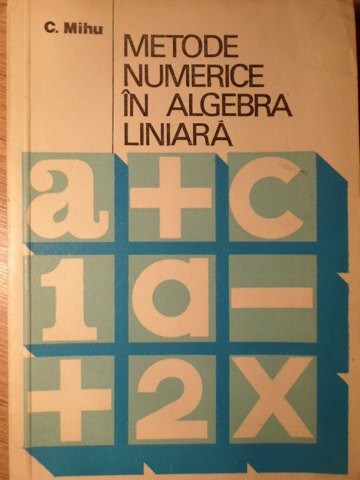 C. Mihu
METODE
NUMERICE
ÎN ALGEBRA
LINIARĂ
a+c
1a−
+2X